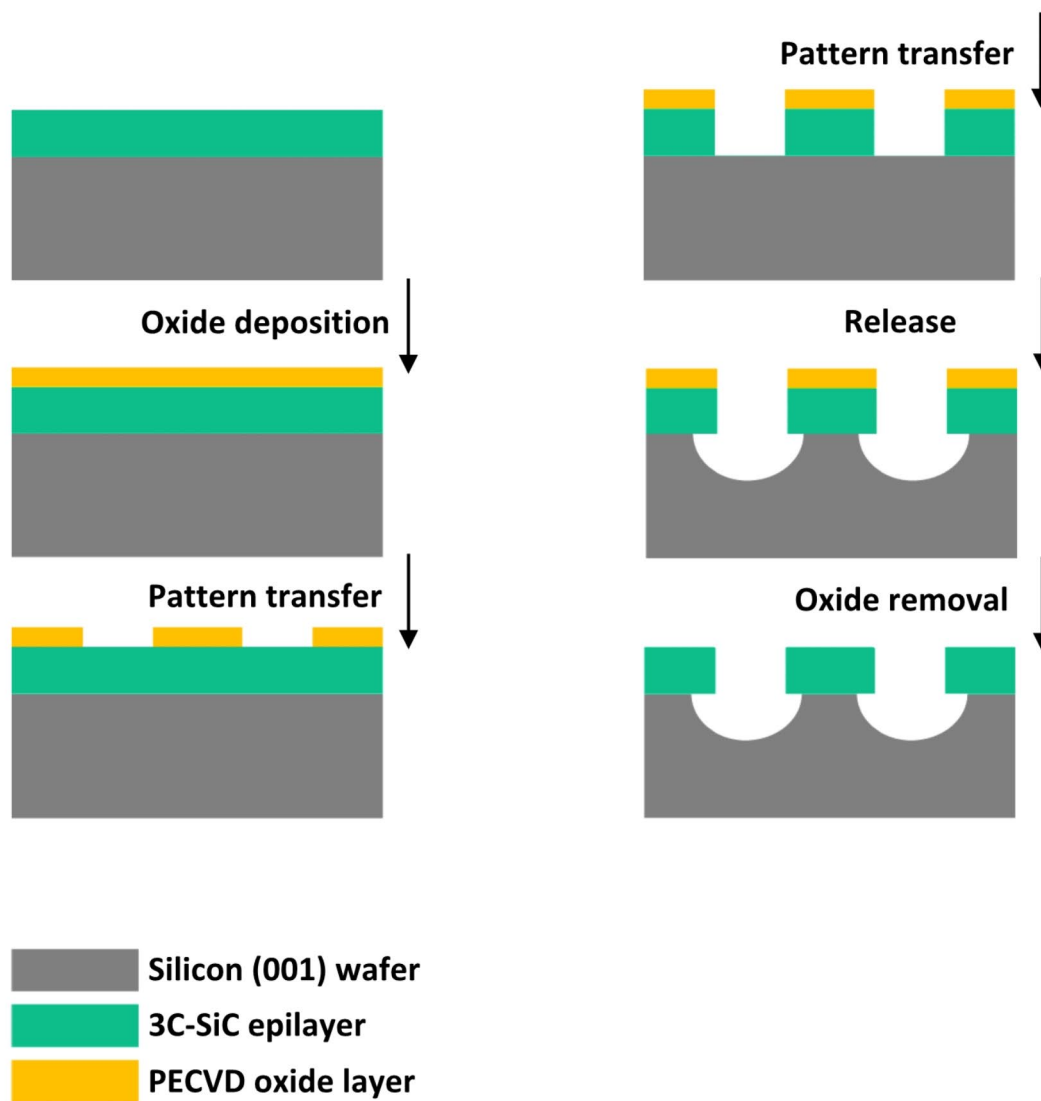 Oxide deposition
Pattern transfer
Pattern transfer
Release
Oxide removal
Silicon (001) wafer
3C-SiC epilayer
PECVD oxide layer